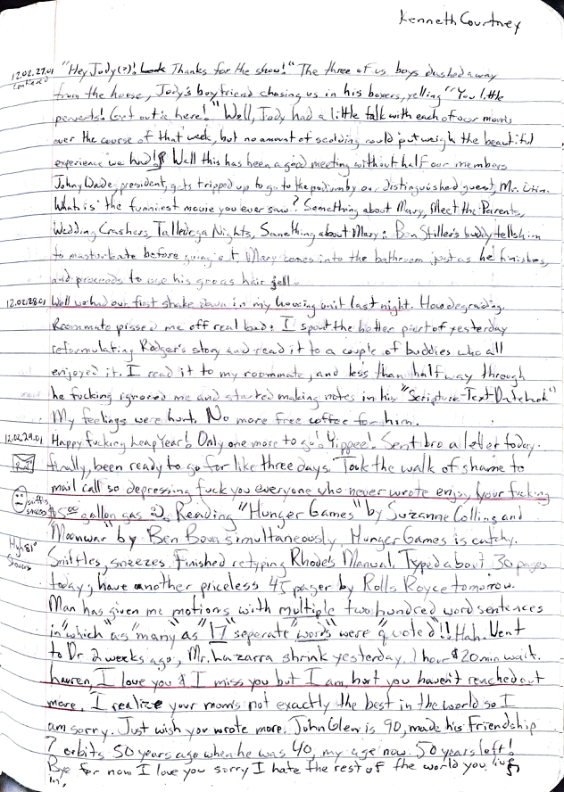 Kenneth Courtney
12.02.27.01 "Hey Jody(?)! Thanks for the show!" The three of us boys dashed away
from the house, Jody's boyfriend chasing us in his boxers, yelling "You little
perverts! Get out of here!" Well, Jody had a little talk with each of our moms
over the course of that week, but no amount of scolding could outweigh the beautiful
experience we had!! Well this has been a good meeting without half our members
John Wade, president, gets tripped up to go to the podium by our distinguished guest, Mr.
What is the funniest movie you ever saw? Something about Mary, Meet the Parents,
Wedding Crashers, Talledega Nights, Something about Mary: Ben Stiller's buddy tells him
to masturbate before going Mary comes into the bathroom just as he finishes,
and proceeds to use his gross hair jell.
12.02.28.01 Well we had our first shake down in my housing unit last night. How degrading.
Roommate pissed me off real bad: I spent the better part of yesterday
reformulating Rodger's story and read it to a couple of buddies who all
enjoyed it. I read it to my roommate, and less than half way through
he fucking ignored me and started making notes in his "Scripture-Text Databook"
My feelings were hurt. No more free coffee for him.
12.02.29.01 Happy fucking Leap Year! Only one more to go! Yippee! Sent bro a letter today.
finally, been ready to go for like three days. Took the walk of shame to
mail call so depressing fuck you everyone who never wrote enjoy your fucking
$5.00 gallon gas. Reading "Hunger Games" by Suzanne Collins and
"Moonwar" by Ben Bova simultaneously, Hunger Games is catchy.
High 81° Showers Sniffles, sneezes. Finished retyping Rhodes Manual. Typed about 30 pages
today, have another priceless 45 pager by Rolls Royce tomorrow.
Man has given me motions with multiple two hundred word sentences
in "which" "as" "many" as "17" seperate "words" were "quoted"!! Hah. Went
to Dr 2 weeks ago, Mr. Lazarra shrink yesterday. 1 hour & 20 min wait.
Lauren, I love you & I miss you but I am hurt you haven't reached out
more, I realize your mom's not exactly the best in the world so I
am sorry. Just wish you wrote more. John Glen is 90, made his Friendship
7 orbits 50 years ago when he was 40, my age now. 50 years left!
Bye for now I love you sorry I hate the rest of the world you live
in,